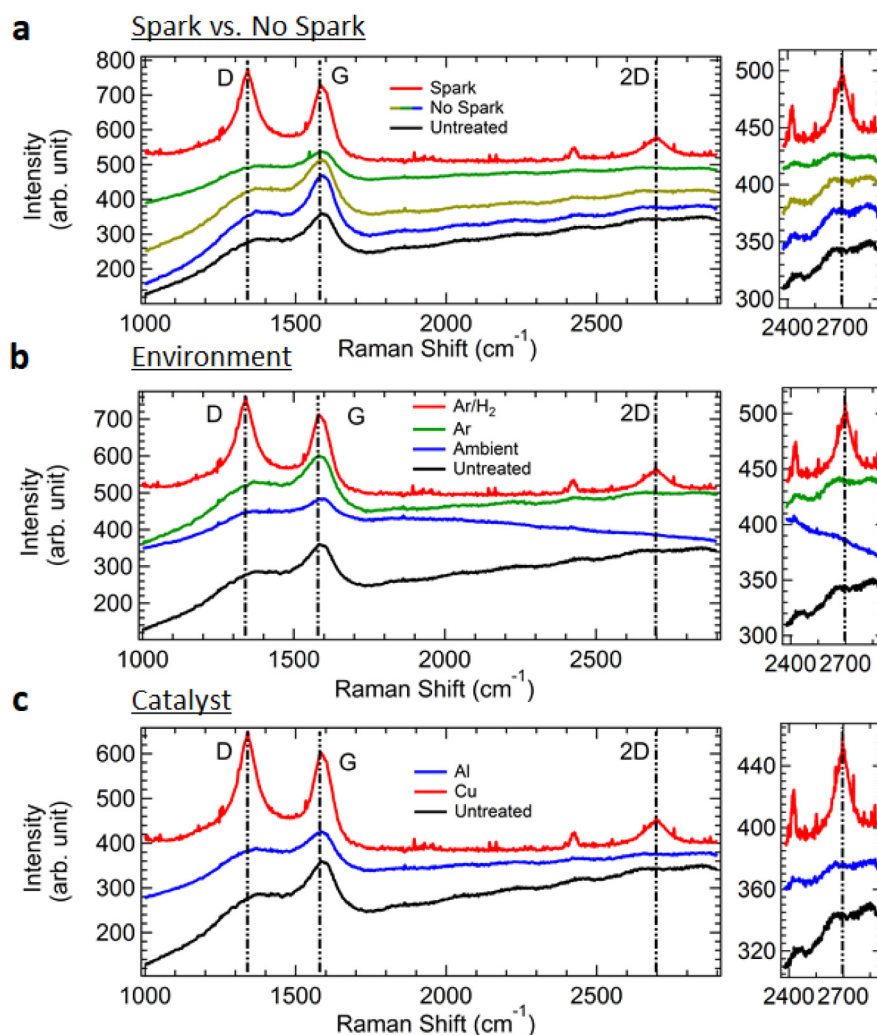 a Spark vs. No Spark
800
700
600
500
400
300
200
Intensity
(arb. unit)
D
G
2D
Spark
No Spark
Untreated
1000 1500 2000 2500
Raman Shift (cm⁻¹)
500
450
400
350
300
2400 2700
b Environment
700
600
500
400
300
200
Intensity
(arb. unit)
D
G
2D
Ar/H₂
Ar
Ambient
Untreated
1000 1500 2000 2500
Raman Shift (cm⁻¹)
500
450
400
350
300
2400 2700
c Catalyst
600
500
400
300
200
Intensity
(arb. unit)
D
G
2D
Al
Cu
Untreated
1000 1500 2000 2500
Raman Shift (cm⁻¹)
440
400
360
320
2400 2700